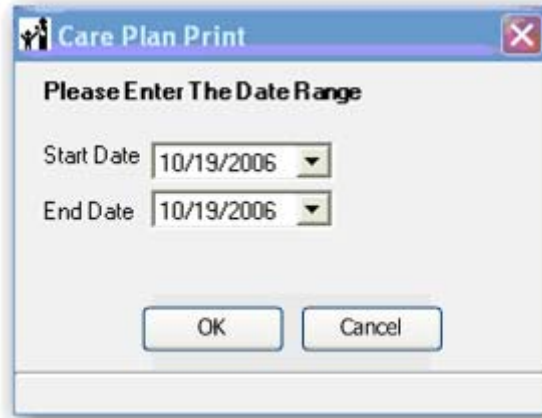 Care Plan Print
Please Enter The Date Range
Start Date 10/19/2006
End Date 10/19/2006
OK Cancel